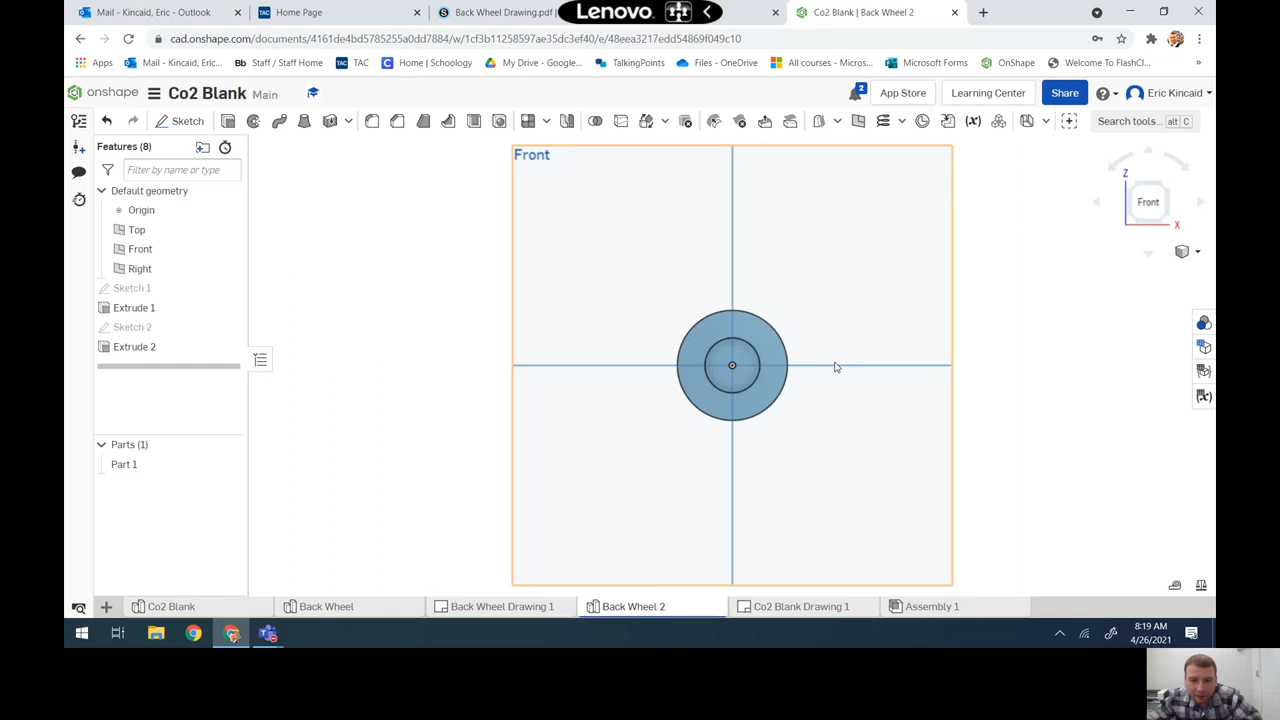 Mail - Kincaid, Eric - Outlook
Home Page
Back Wheel Drawing.pdf
Lenovo
Co2 Blank | Back Wheel 2
cad.onshape.com/documents/4161de4bd5785255a0dd7884/w/1cf3b11258597ae35dc3ef40/e/48eea3217edd54869f049c10
Apps
Mail - Kincaid, Eric...
Bb Staff / Staff Home
TAC
Home | Schoology
My Drive - Google...
TalkingPoints
Files - OneDrive
All courses - Micros...
Microsoft Forms
OnShape
Welcome To FlashCl...
onshape
Co2 Blank Main
2
App Store
Learning Center
Share
Eric Kincaid
Sketch
(x)
Search tools... alt C
Features (8)
Filter by name or type
Default geometry
Origin
Top
Front
Right
Sketch 1
Extrude 1
Sketch 2
Extrude 2
Parts (1)
Part 1
Front
Z
Front
X
Co2 Blank
Back Wheel
Back Wheel Drawing 1
Back Wheel 2
Co2 Blank Drawing 1
Assembly 1
8:19 AM
4/26/2021